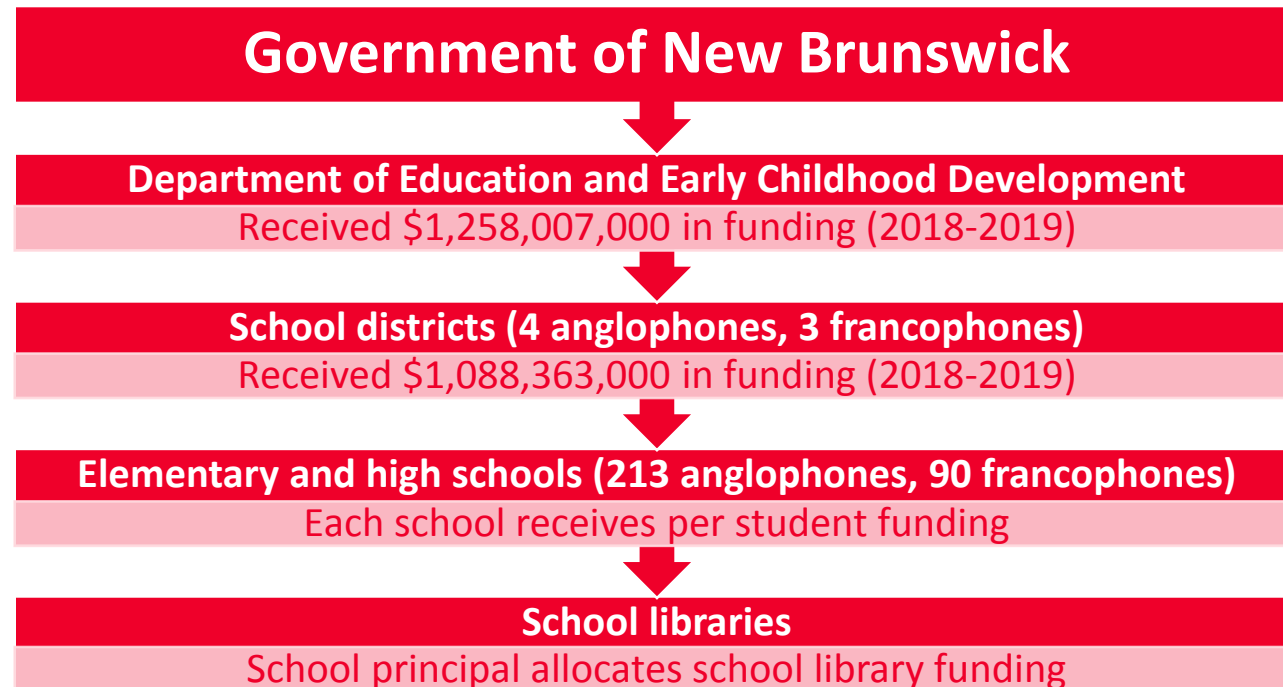 Government of New Brunswick
Department of Education and Early Childhood Development
Received $1,258,007,000 in funding (2018-2019)
School districts (4 anglophones, 3 francophones)
Received $1,088,363,000 in funding (2018-2019)
Elementary and high schools (213 anglophones, 90 francophones)
Each school receives per student funding
School libraries
School principal allocates school library funding